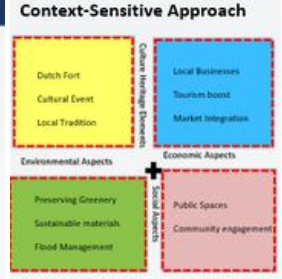 Context-Sensitive Approach
Dutch Fort
Cultural Event
Local Tradition
Culture Heritage Elements
Local Businesses
Tourism boost
Market Integration
Environmental Aspects
Economic Aspects
Preserving Greenery
Sustainable materials
Flood Management
Social Aspects
Public Spaces
Community engagement